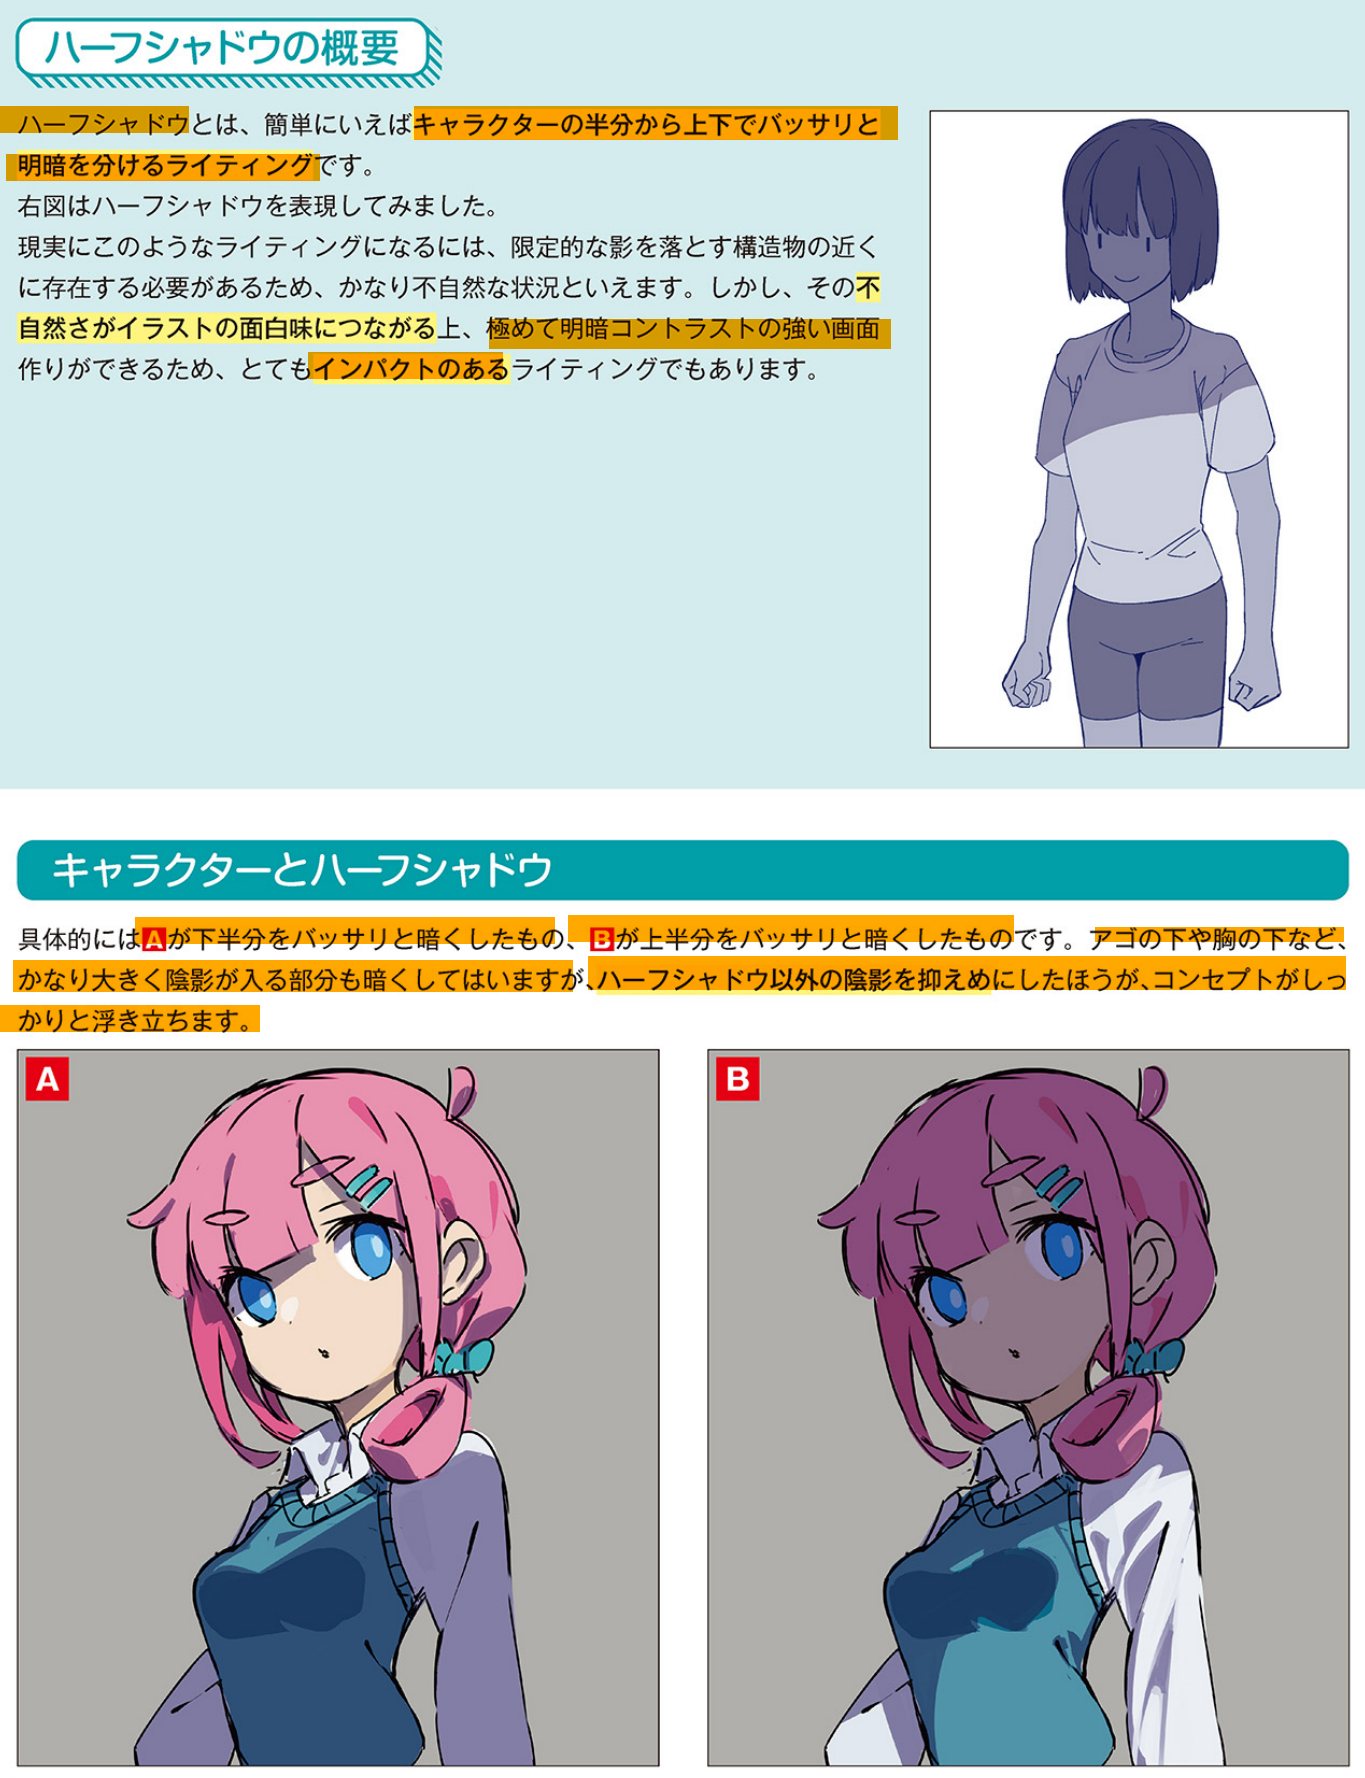 ハーフシャドウの概要
ハーフシャドウとは、簡単にいえばキャラクターの半分から上下でバッサリと
明暗を分けるライティングです。
右図はハーフシャドウを表現してみました。
現実にこのようなライティングになるには、限定的な影を落とす構造物の近く
に存在する必要があるため、かなり不自然な状況といえます。しかし、その不
自然さがイラストの面白味につながる上、極めて明暗コントラストの強い画面
作りができるため、とてもインパクトのあるライティングでもあります。
キャラクターとハーフシャドウ
具体的にはAが下半分をバッサリと暗くしたもの、Bが上半分をバッサリと暗くしたものです。アゴの下や胸の下など、
かなり大きく陰影が入る部分も暗くしてはいますが、ハーフシャドウ以外の陰影を抑えめにしたほうが、コンセプトがしっ
かりと浮き立ちます。
A
B